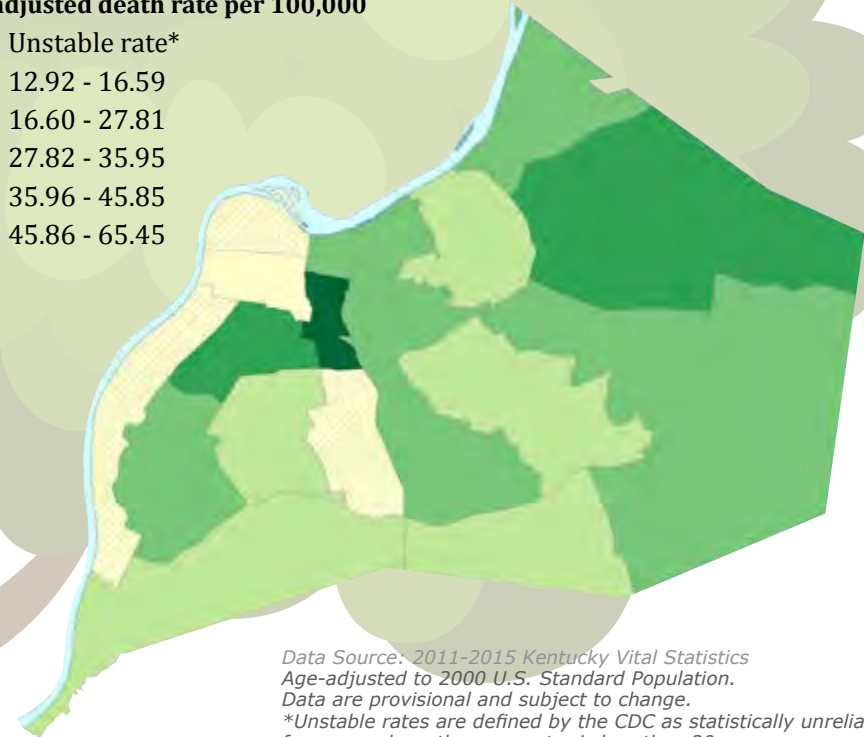 adjusted death rate per 100,000
Unstable rate*
12.92 - 16.59
16.60 - 27.81
27.82 - 35.95
35.96 - 45.85
45.86 - 65.45
Data Source: 2011-2015 Kentucky Vital Statistics
Age-adjusted to 2000 U.S. Standard Population.
Data are provisional and subject to change.
*Unstable rates are defined by the CDC as statistically